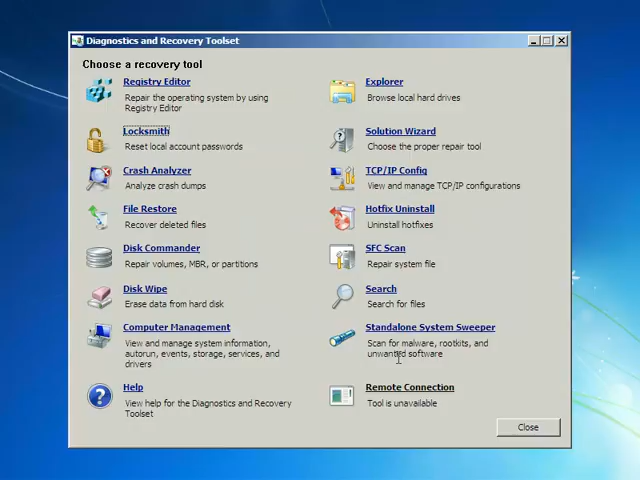 Diagnostics and Recovery Toolset
Choose a recovery tool
Registry Editor
Repair the operating system by using
Registry Editor
Explorer
Browse local hard drives
Locksmith
Reset local account passwords
Solution Wizard
Choose the proper repair tool
Crash Analyzer
Analyze crash dumps
TCP/IP Config
View and manage TCP/IP configurations
File Restore
Recover deleted files
Hotfix Uninstall
Uninstall hotfixes
Disk Commander
Repair volumes, MBR, or partitions
SFC Scan
Repair system file
Disk Wipe
Erase data from hard disk
Search
Search for files
Computer Management
View and manage system information,
autorun, events, storage, services, and
drivers
Standalone System Sweeper
Scan for malware, rootkits, and
unwanted software
Help
View help for the Diagnostics and Recovery
Toolset
Remote Connection
Tool is unavailable
Close